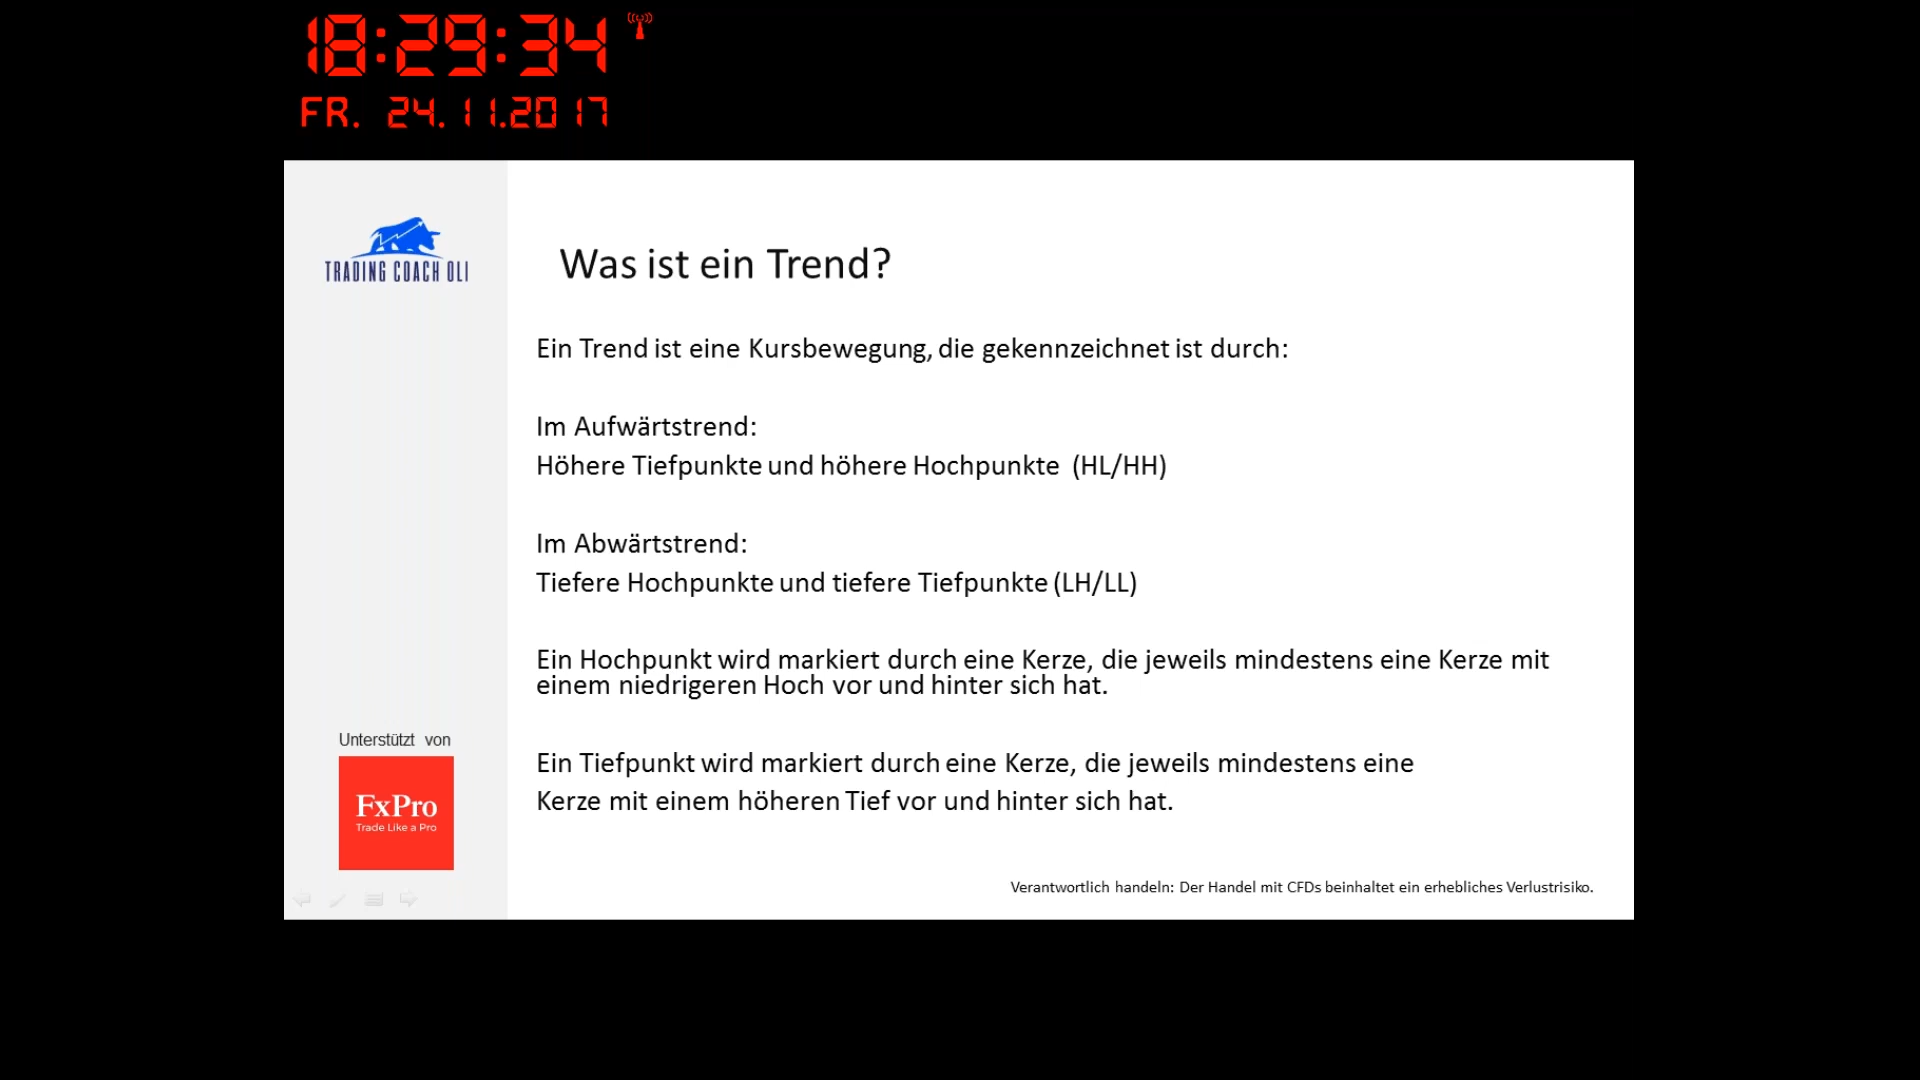 18:29:34
FR. 24.11.2017
TRADING COACH OLI
Was ist ein Trend?
Ein Trend ist eine Kursbewegung, die gekennzeichnet ist durch:
Im Aufwärtstrend:
Höhere Tiefpunkte und höhere Hochpunkte (HL/HH)
Im Abwärtstrend:
Tiefere Hochpunkte und tiefere Tiefpunkte (LH/LL)
Ein Hochpunkt wird markiert durch eine Kerze, die jeweils mindestens eine Kerze mit
einem niedrigeren Hoch vor und hinter sich hat.
Ein Tiefpunkt wird markiert durch eine Kerze, die jeweils mindestens eine
Kerze mit einem höheren Tief vor und hinter sich hat.
Unterstützt von
FxPro
Trade Like a Pro
Verantwortlich handeln: Der Handel mit CFDs beinhaltet ein erhebliches Verlustrisiko.